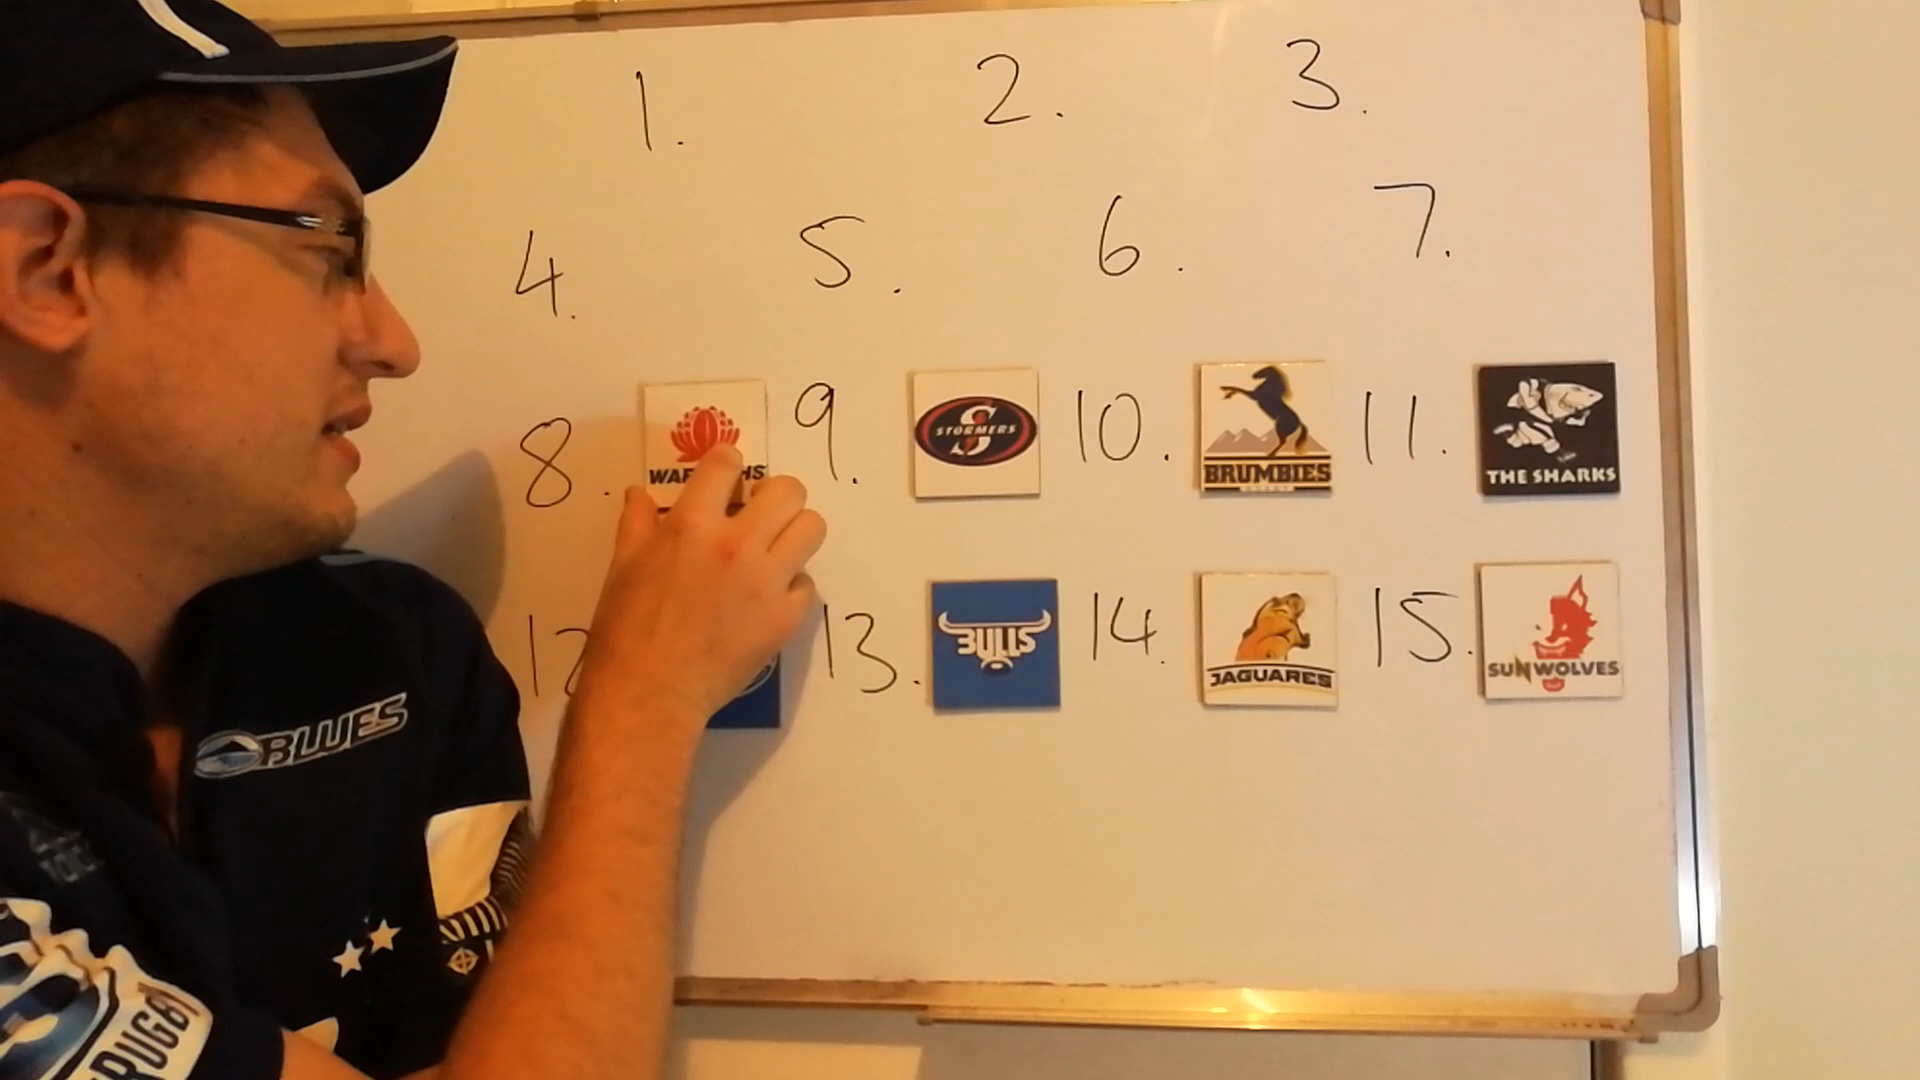 1. 2. 3.
4. 5. 6. 7.
8. 9. 10. 11.
STORMERS
BRUMBIES
THE SHARKS
13. 14. 15.
BULLS
JAGUARES
SUNWOLVES
BLUES
RUGBY